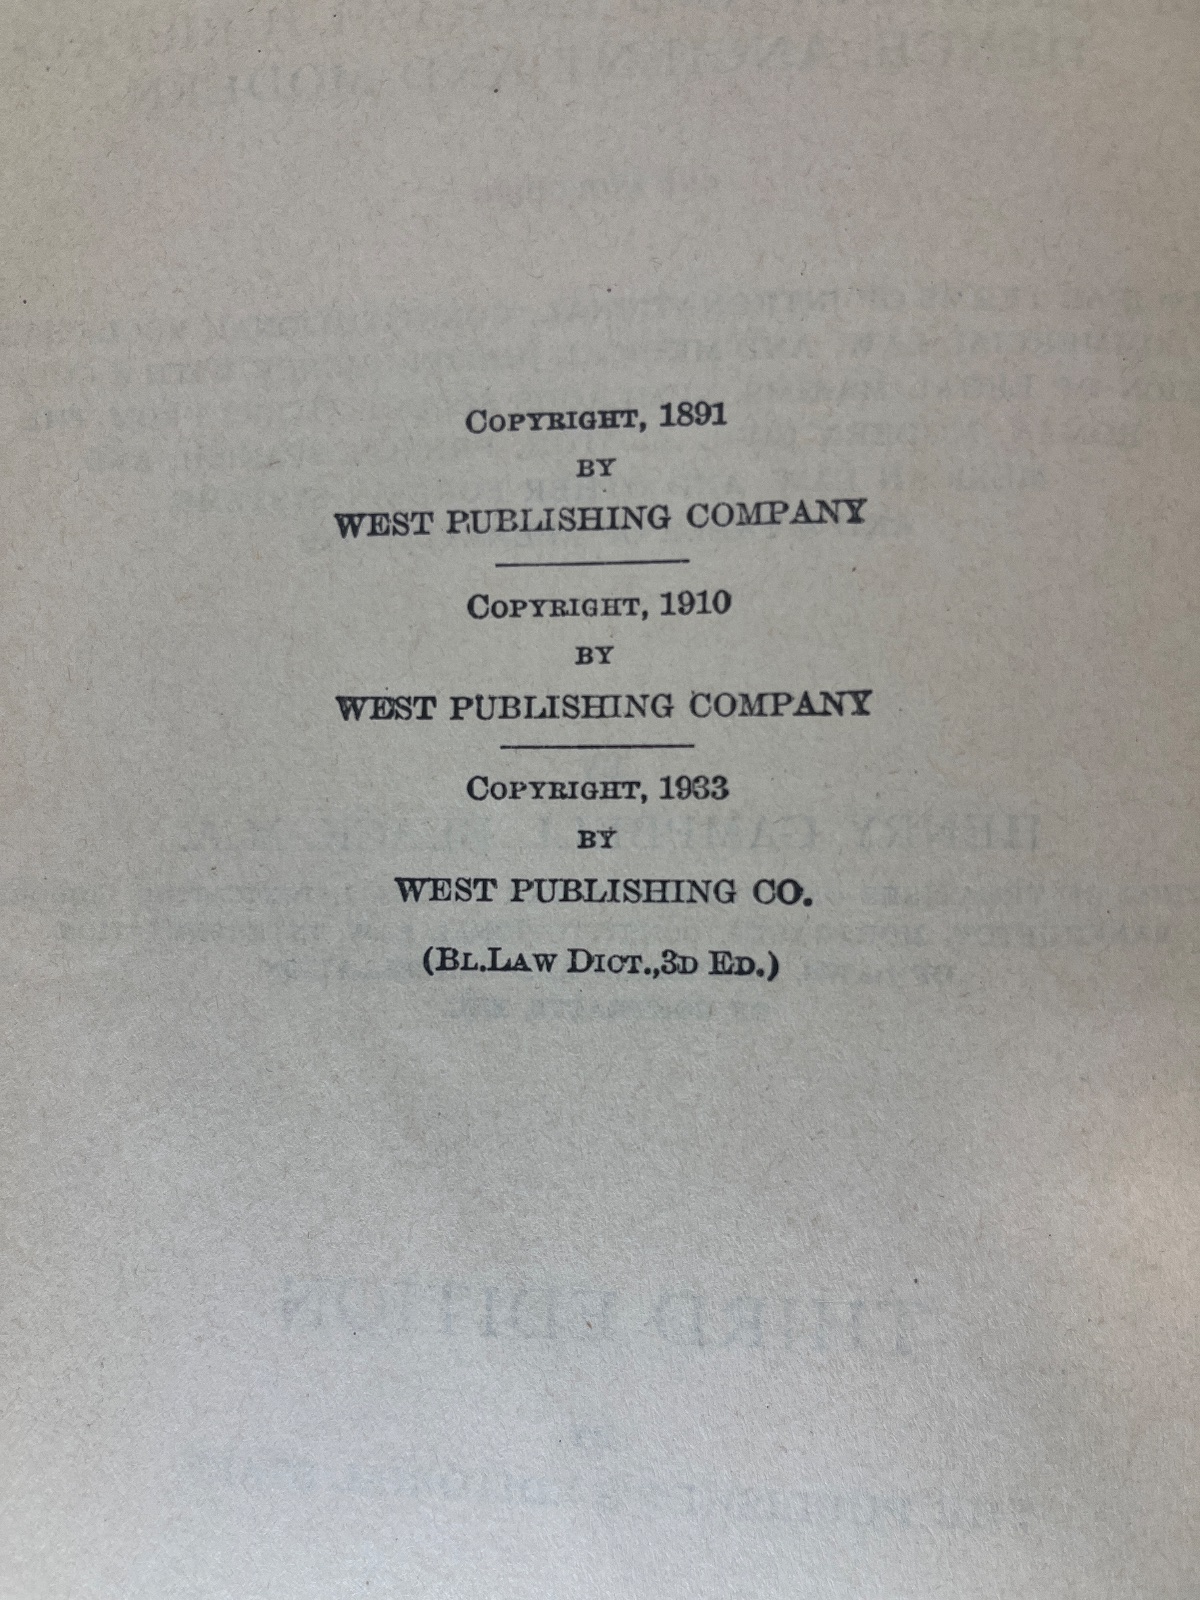 COPYRIGHT, 1891
BY
WEST PUBLISHING COMPANY
COPYRIGHT, 1910
BY
WEST PUBLISHING COMPANY
COPYRIGHT, 1933
BY
WEST PUBLISHING CO.
(BL.LAW DICT.,3D ED.)